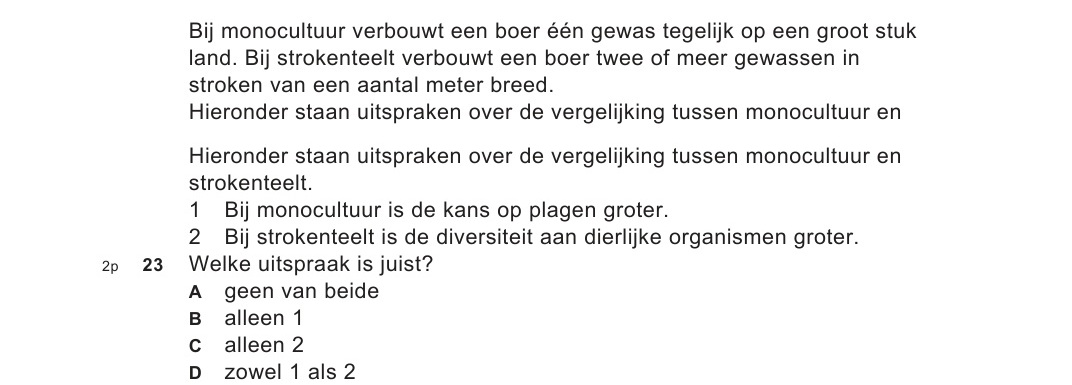 Bij monocultuur verbouwt een boer één gewas tegelijk op een groot stuk
land. Bij strokenteelt verbouwt een boer twee of meer gewassen in
stroken van een aantal meter breed.
Hieronder staan uitspraken over de vergelijking tussen monocultuur en
Hieronder staan uitspraken over de vergelijking tussen monocultuur en
strokenteelt.
1 Bij monocultuur is de kans op plagen groter.
2 Bij strokenteelt is de diversiteit aan dierlijke organismen groter.
2p 23 Welke uitspraak is juist?
A geen van beide
B alleen 1
C alleen 2
D zowel 1 als 2